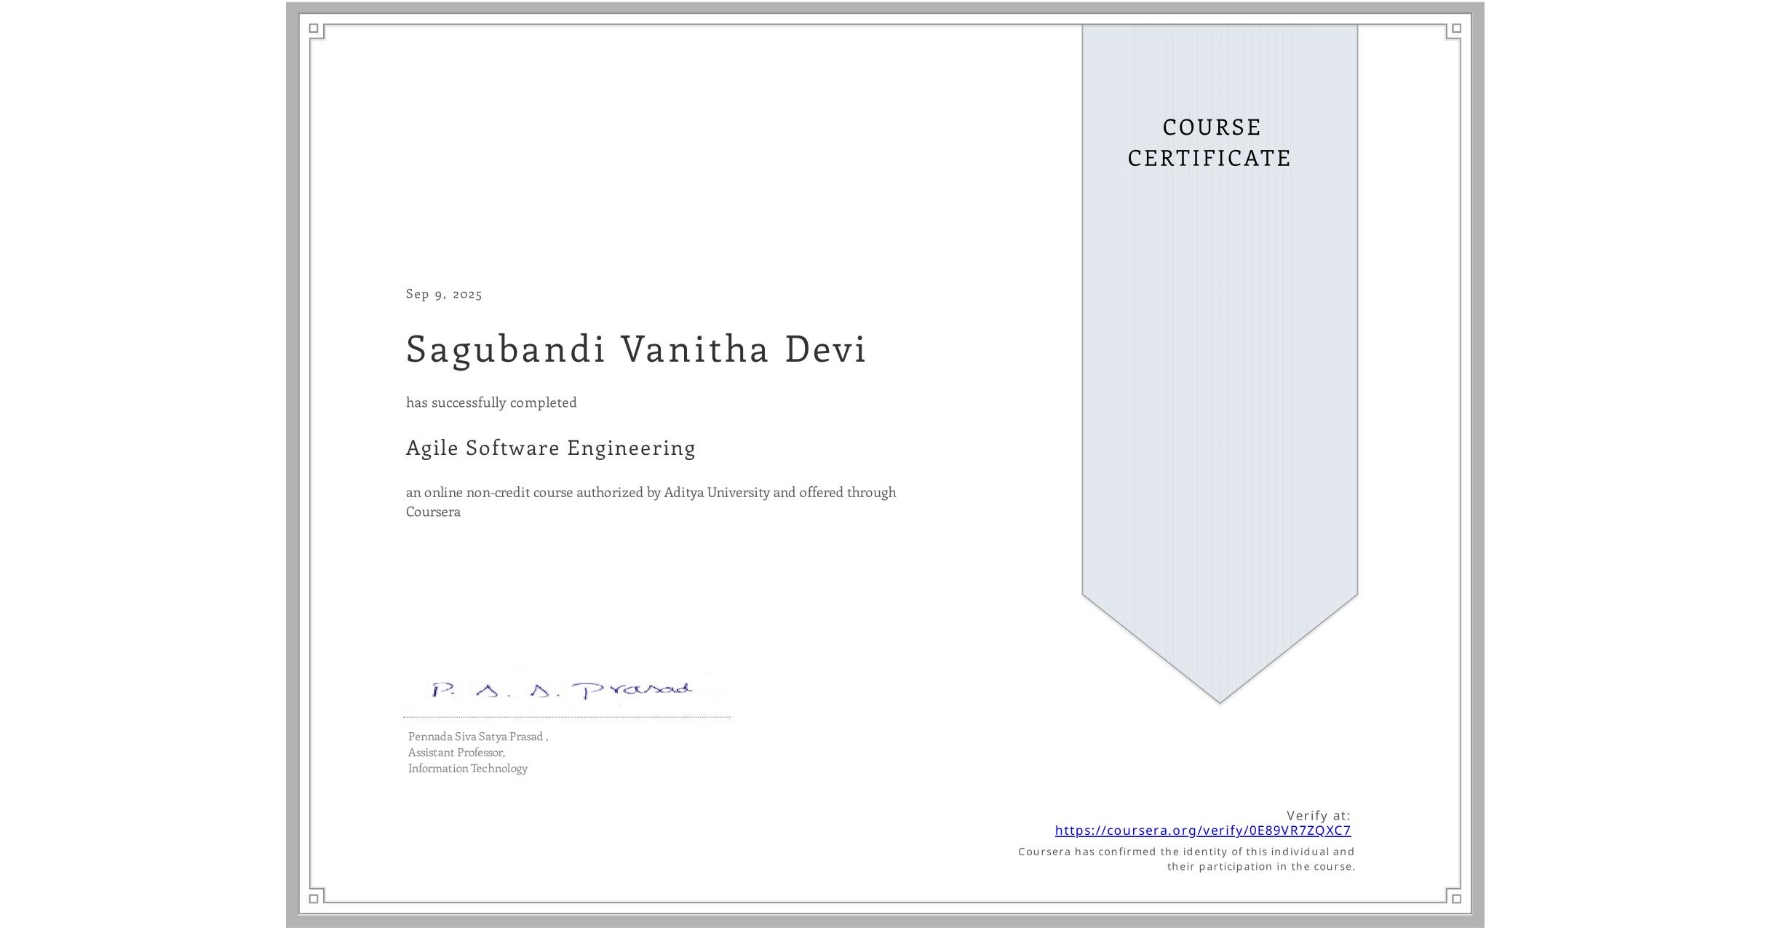 COURSE
CERTIFICATE
Sep 9, 2025
Sagubandi Vanitha Devi
has successfully completed
Agile Software Engineering
an online non-credit course authorized by Aditya University and offered through
Coursera
P. S. S. Prasad
Pennada Siva Satya Prasad ,
Assistant Professor,
Information Technology
Verify at:
https://coursera.org/verify/0E89VR7ZQXC7
Coursera has confirmed the identity of this individual and
their participation in the course.